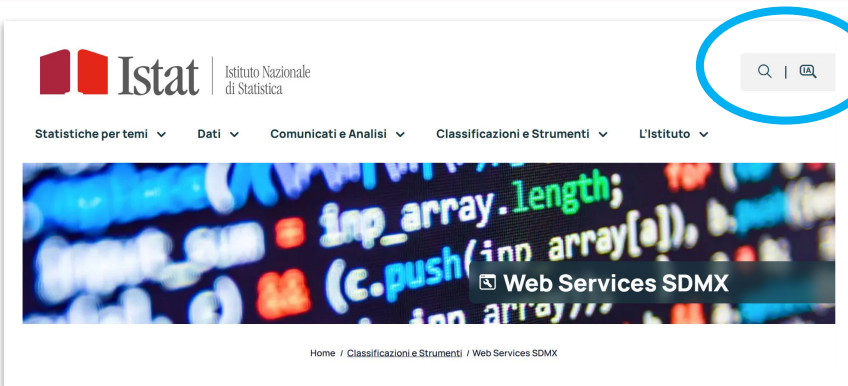 Istat
Istituto Nazionale
di Statistica
| IA
Statistiche per temi Dati Comunicati e Analisi Classificazioni e Strumenti L'Istituto
inp_array.length;
(c.push(inp_array[a]), b.push(
Web Services SDMX
Home / Classificazioni e Strumenti / Web Services SDMX